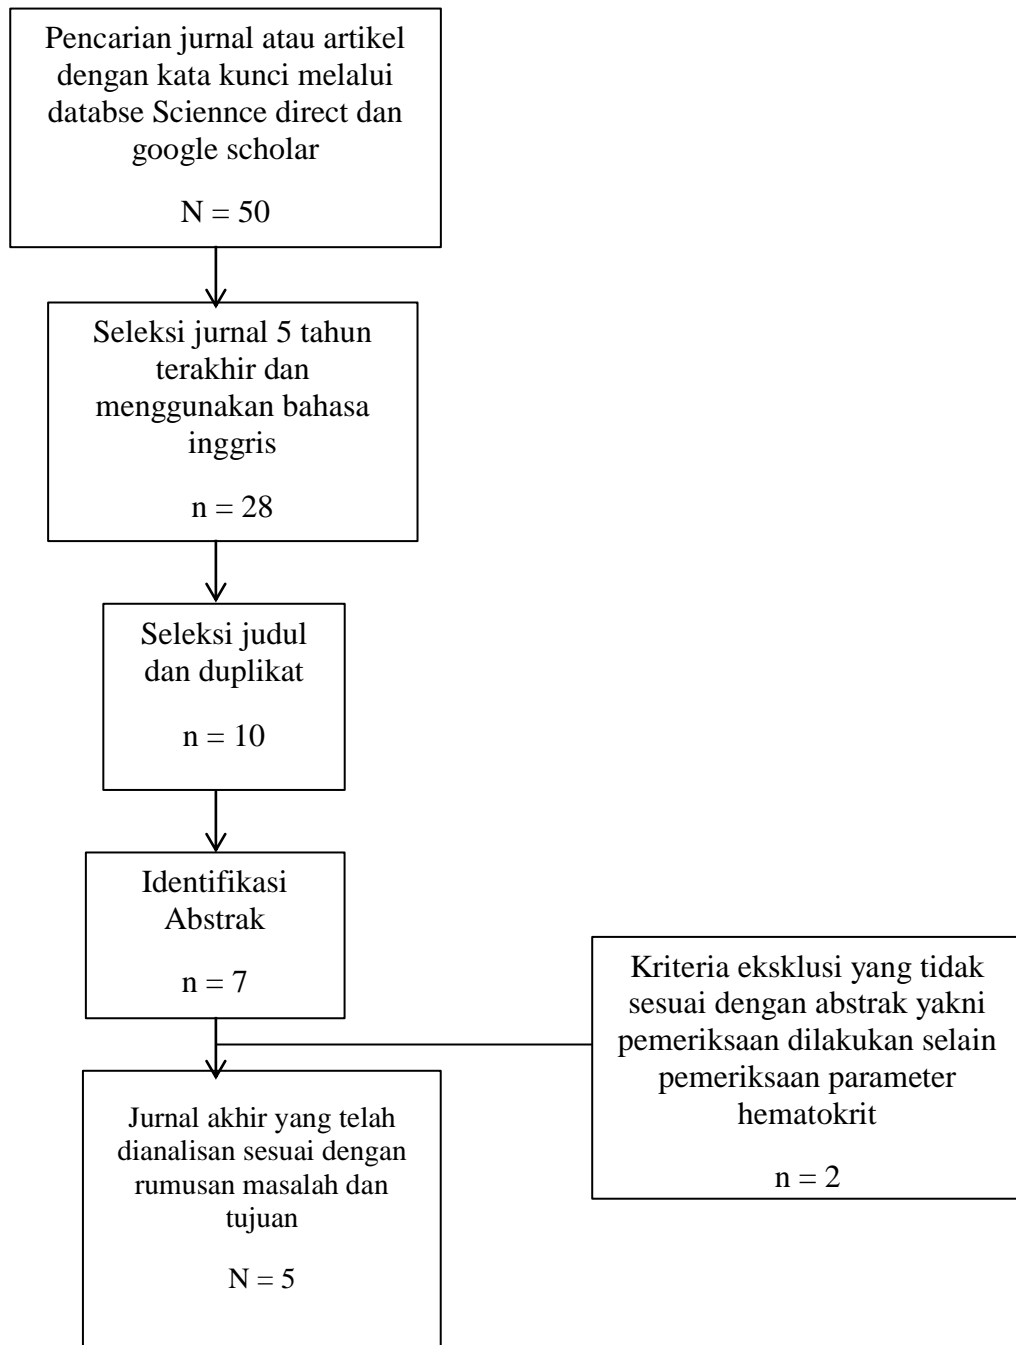 Pencarian jurnal atau artikel
dengan kata kunci melalui
databse Sciennce direct dan
google scholar
N = 50
Seleksi jurnal 5 tahun
terakhir dan
menggunakan bahasa
inggris
n = 28
Seleksi judul
dan duplikat
n = 10
Identifikasi
Abstrak
n = 7
Kriteria eksklusi yang tidak
sesuai dengan abstrak yakni
pemeriksaan dilakukan selain
pemeriksaan parameter
hematokrit
n = 2
Jurnal akhir yang telah
dianalisan sesuai dengan
rumusan masalah dan
tujuan
N = 5